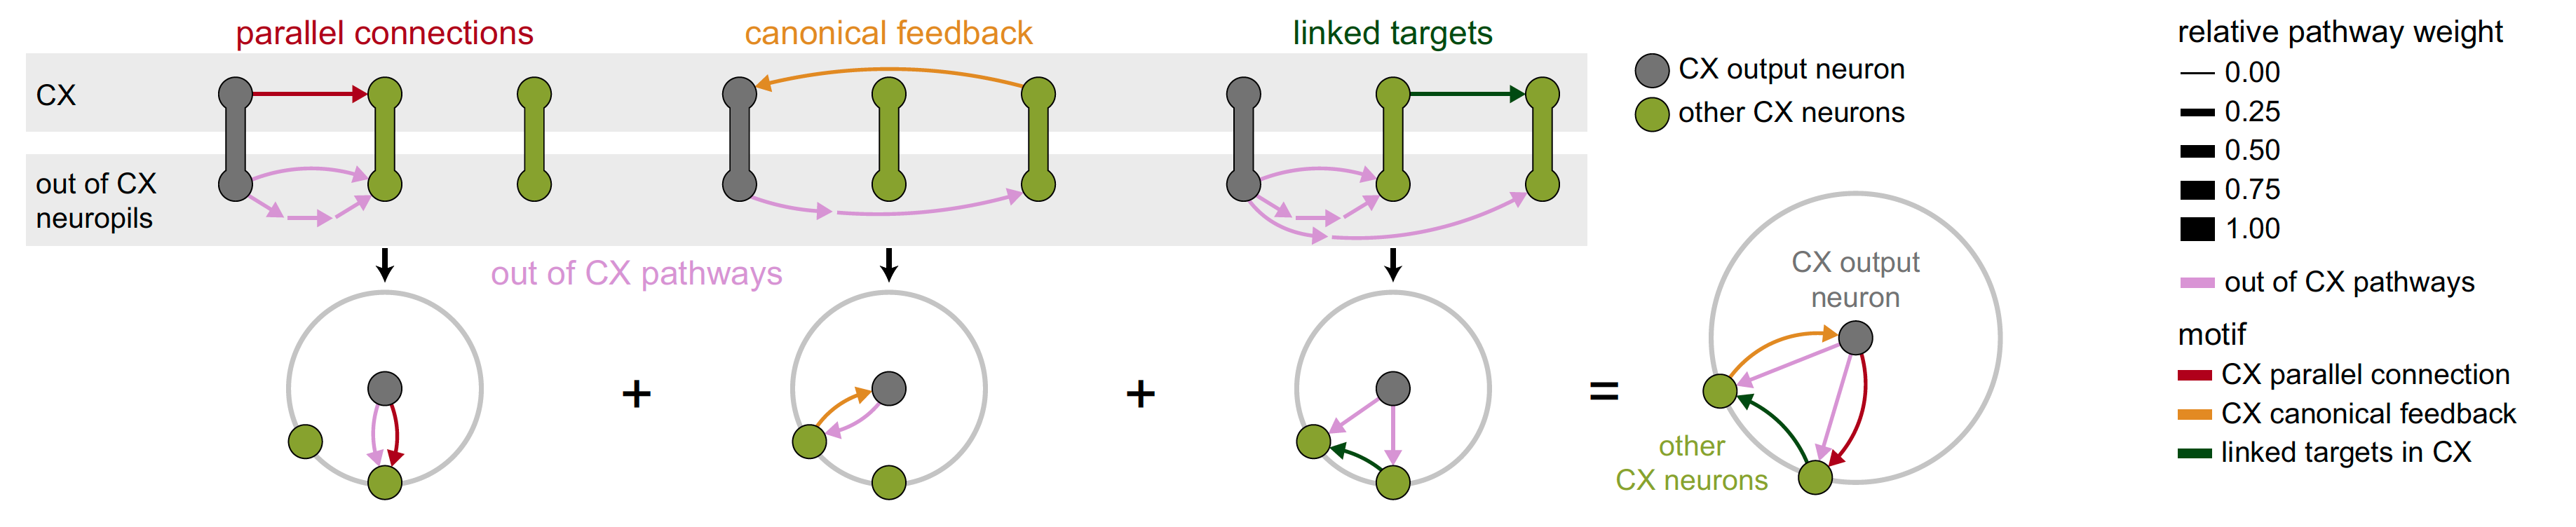 parallel connections
canonical feedback
linked targets
CX
out of CX
neuropils
out of CX pathways
CX output neuron
other CX neurons
+
+
=
CX output
neuron
other
CX neurons
relative pathway weight
0.00
0.25
0.50
0.75
1.00
out of CX pathways
motif
CX parallel connection
CX canonical feedback
linked targets in CX